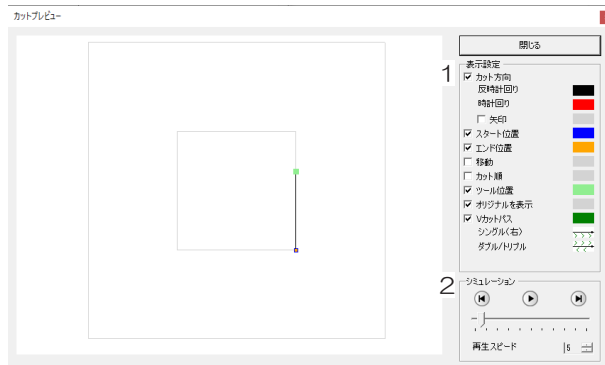 カットプレビュー
閉じる
1
表示設定
カット方向
反時計回り
時計回り
矢印
スタート位置
エンド位置
移動
カット順
ツール位置
オリジナルを表示
Vカットパス
シングル(右)
ダブル/トリプル
2
シミュレーション
再生スピード
5